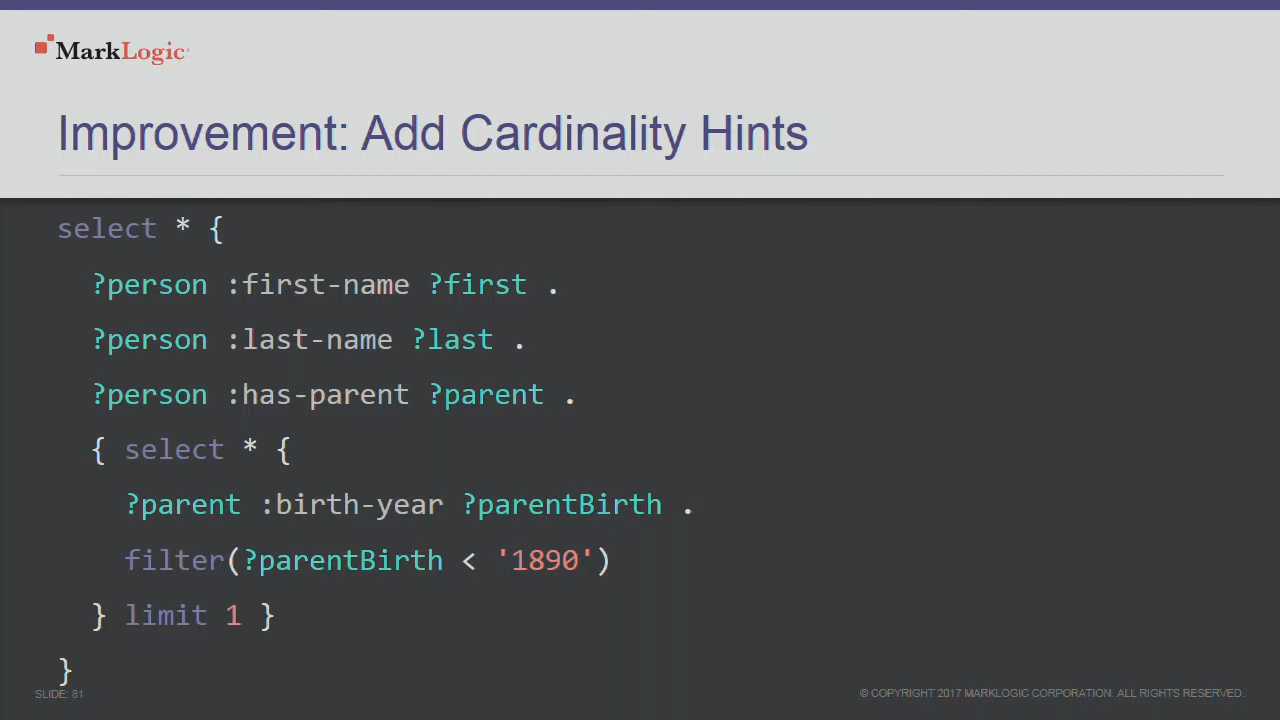 MarkLogic
Improvement: Add Cardinality Hints
select * {
?person :first-name ?first .
?person :last-name ?last .
?person :has-parent ?parent .
{ select * {
?parent :birth-year ?parentBirth .
filter(?parentBirth < '1890')
} limit 1 }
}
SLIDE: 81
© COPYRIGHT 2017 MARKLOGIC CORPORATION. ALL RIGHTS RESERVED.